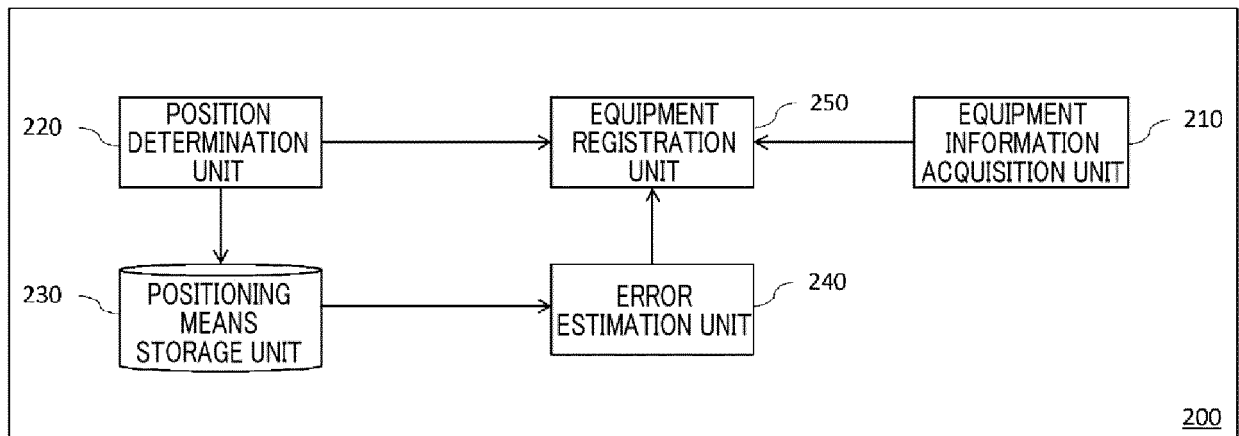 220
POSITION
DETERMINATION
UNIT
EQUIPMENT
REGISTRATION
UNIT
250
EQUIPMENT
INFORMATION
ACQUISITION UNIT
210
230
POSITIONING
MEANS
STORAGE UNIT
ERROR
ESTIMATION UNIT
240
200